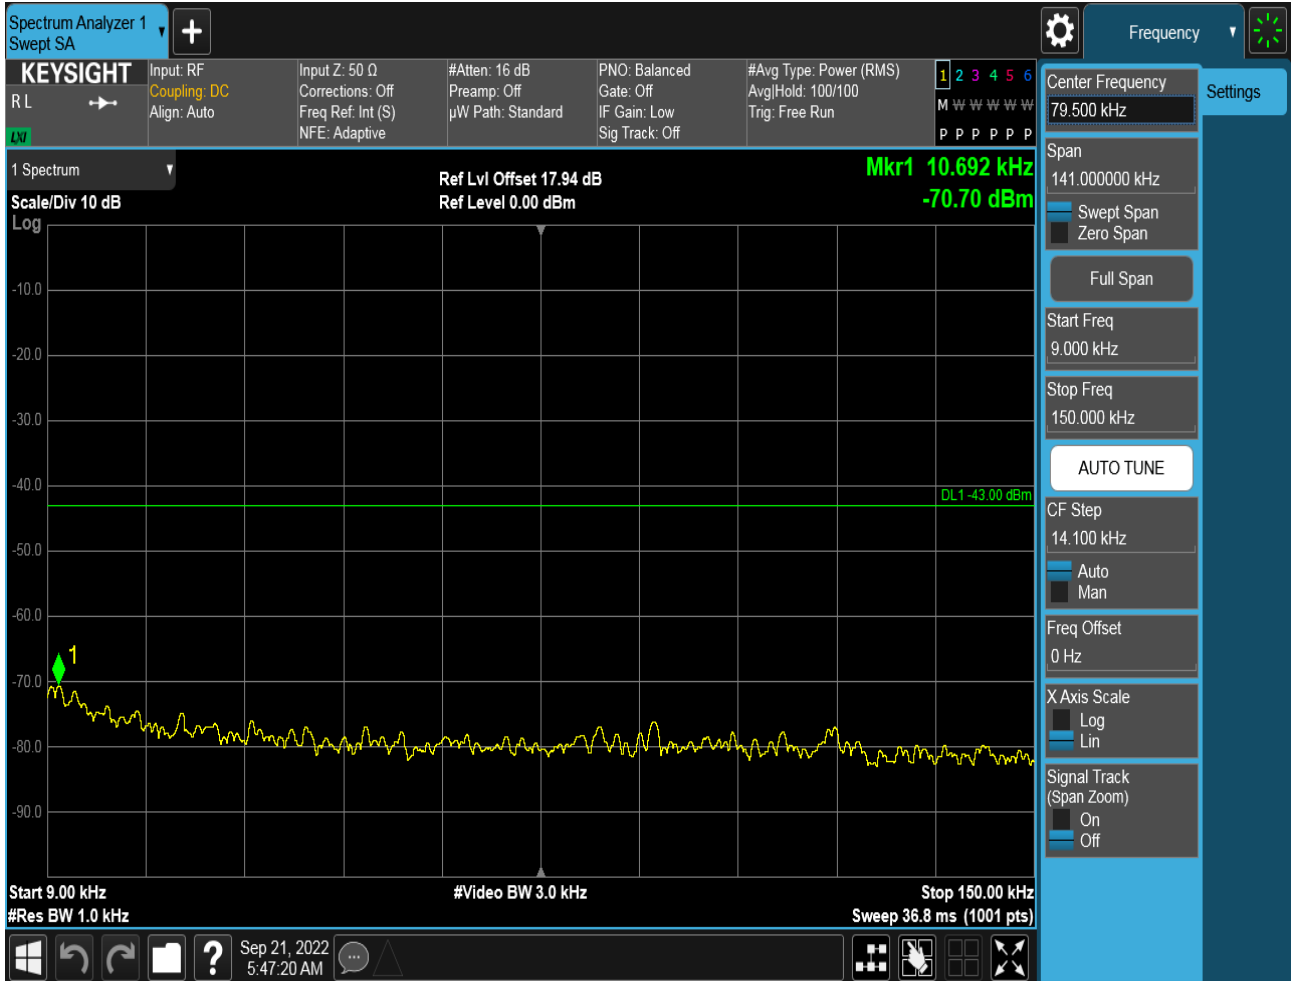 Spectrum Analyzer 1
Swept SA
+
Frequency
KEYSIGHT
R L
LXI
Input: RF
Coupling: DC
Align: Auto
Input Z: 50 Ω
Corrections: Off
Freq Ref: Int (S)
NFE: Adaptive
#Atten: 16 dB
Preamp: Off
µW Path: Standard
PNO: Balanced
Gate: Off
IF Gain: Low
Sig Track: Off
#Avg Type: Power (RMS)
Avg|Hold: 100/100
Trig: Free Run
1 2 3 4 5 6
M W W W W W
P P P P P P
1 Spectrum
Scale/Div 10 dB
Log
Ref Lvl Offset 17.94 dB
Ref Level 0.00 dBm
Mkr1 10.692 kHz
-70.70 dBm
-10.0
-20.0
-30.0
-40.0
DL1 -43.00 dBm
-50.0
-60.0
1
-70.0
-80.0
-90.0
Start 9.00 kHz
#Video BW 3.0 kHz
Stop 150.00 kHz
#Res BW 1.0 kHz
Sweep 36.8 ms (1001 pts)
?
Sep 21, 2022
5:47:20 AM
Center Frequency
79.500 kHz
Settings
Span
141.000000 kHz
Swept Span
Zero Span
Full Span
Start Freq
9.000 kHz
Stop Freq
150.000 kHz
AUTO TUNE
CF Step
14.100 kHz
Auto
Man
Freq Offset
0 Hz
X Axis Scale
Log
Lin
Signal Track
(Span Zoom)
On
Off